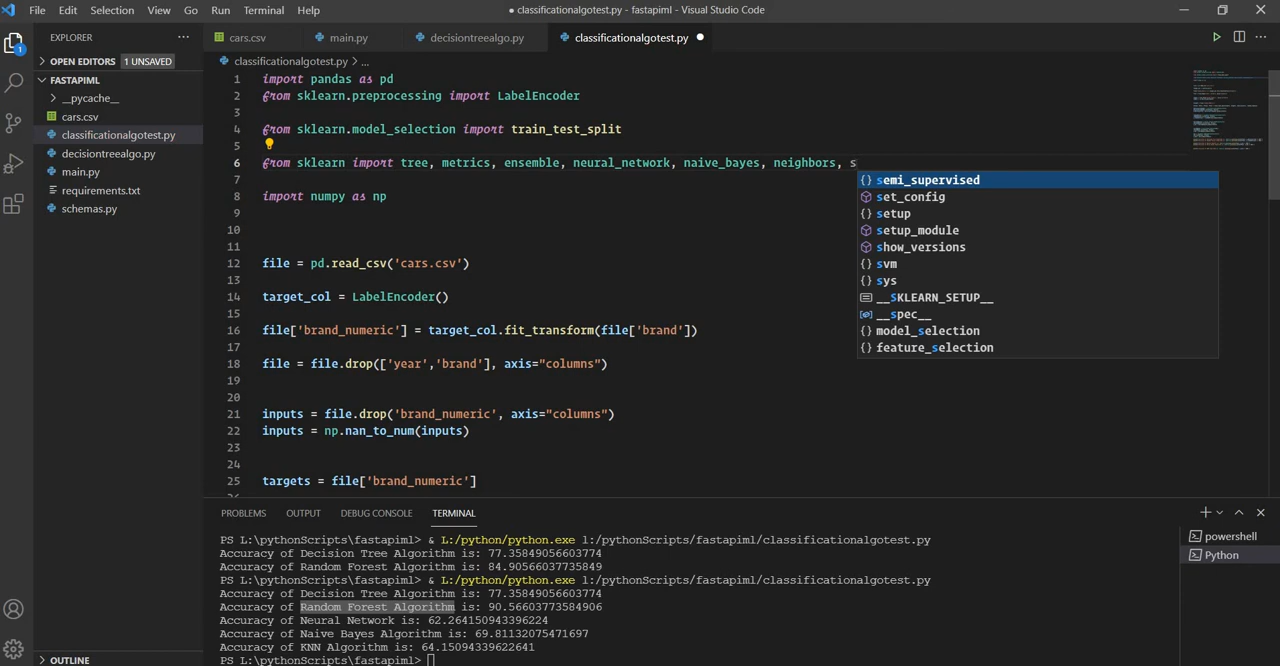 File Edit Selection View Go Run Terminal Help
● classificationalgotest.py - fastapiml - Visual Studio Code
EXPLORER ···
cars.csv main.py decisiontreealgo.py classificationalgotest.py ●
1
> OPEN EDITORS 1 UNSAVED
FASTAPIML
> __pycache__
cars.csv
classificationalgotest.py
decisiontreealgo.py
main.py
requirements.txt
schemas.py
OUTLINE
classificationalgotest.py > ...
1 import pandas as pd
2 from sklearn.preprocessing import LabelEncoder
3
4 from sklearn.model_selection import train_test_split
5
6 from sklearn import tree, metrics, ensemble, neural_network, naive_bayes, neighbors, s
7
8 import numpy as np
9
10
11
12 file = pd.read_csv('cars.csv')
13
14 target_col = LabelEncoder()
15
16 file['brand_numeric'] = target_col.fit_transform(file['brand'])
17
18 file = file.drop(['year','brand'], axis="columns")
19
20
21 inputs = file.drop('brand_numeric', axis="columns")
22 inputs = np.nan_to_num(inputs)
23
24
25 targets = file['brand_numeric']
{} semi_supervised
set_config
{} setup
setup_module
show_versions
{} svm
{} sys
__SKLEARN_SETUP__
__spec__
{} model_selection
{} feature_selection
PROBLEMS OUTPUT DEBUG CONSOLE TERMINAL
PS L:\pythonScripts\fastapiml> & L:/python/python.exe l:/pythonScripts/fastapiml/classificationalgotest.py
Accuracy of Decision Tree Algorithm is: 77.35849056603774
Accuracy of Random Forest Algorithm is: 84.90566037735849
PS L:\pythonScripts\fastapiml> & L:/python/python.exe l:/pythonScripts/fastapiml/classificationalgotest.py
Accuracy of Decision Tree Algorithm is: 77.35849056603774
Accuracy of Random Forest Algorithm is: 90.56603773584906
Accuracy of Neural Network is: 62.264150943396224
Accuracy of Naive Bayes Algorithm is: 69.81132075471697
Accuracy of KNN Algorithm is: 64.15094339622641
PS L:\pythonScripts\fastapiml>
powershell
Python